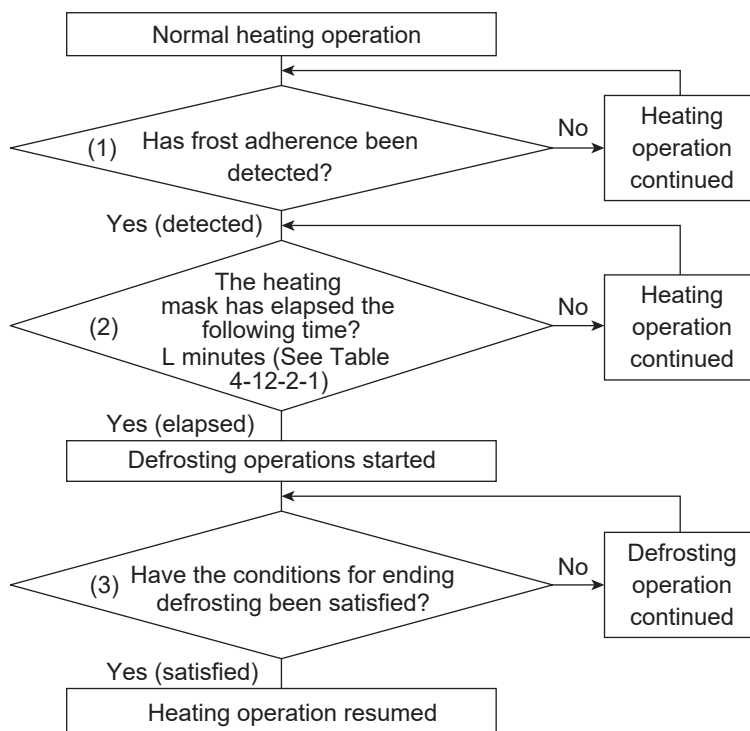 Normal heating operation
(1)
Has frost adherence been
detected?
No
Heating
operation
continued
Yes (detected)
(2)
The heating
mask has elapsed the
following time?
L minutes (See Table
4-12-2-1)
No
Heating
operation
continued
Yes (elapsed)
Defrosting operations started
(3)
Have the conditions for ending
defrosting been satisfied?
No
Defrosting
operation
continued
Yes (satisfied)
Heating operation resumed